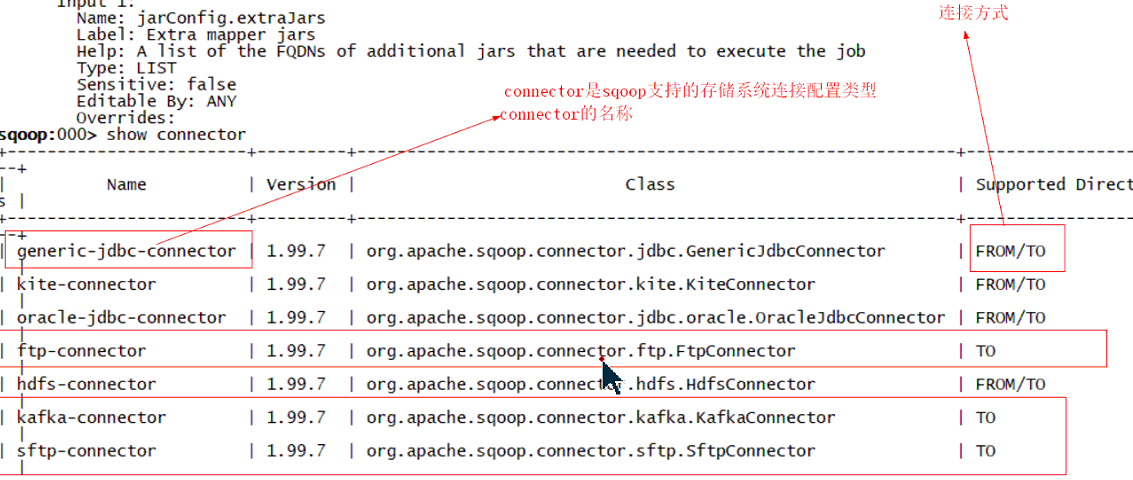 Input 1:
Name: jarConfig.extraJars
Label: Extra mapper jars
Help: A list of the FQDNs of additional jars that are needed to execute the job
Type: LIST
Sensitive: false
Editable By: ANY
Overrides:
连接方式
connector是sqoop支持的存储系统连接配置类型
connector的名称
sqoop:000> show connector
+------------------------+---------+------------------------------------------------------------+------------------
--+
| Name | Version | Class | Supported Direct
s |
+------------------------+---------+------------------------------------------------------------+------------------
--+
| generic-jdbc-connector | 1.99.7 | org.apache.sqoop.connector.jdbc.GenericJdbcConnector | FROM/TO
|
| kite-connector | 1.99.7 | org.apache.sqoop.connector.kite.KiteConnector | FROM/TO
|
| oracle-jdbc-connector | 1.99.7 | org.apache.sqoop.connector.jdbc.oracle.OracleJdbcConnector | FROM/TO
|
| ftp-connector | 1.99.7 | org.apache.sqoop.connector.ftp.FtpConnector | TO
|
| hdfs-connector | 1.99.7 | org.apache.sqoop.connector.hdfs.HdfsConnector | FROM/TO
|
| kafka-connector | 1.99.7 | org.apache.sqoop.connector.kafka.KafkaConnector | TO
|
| sftp-connector | 1.99.7 | org.apache.sqoop.connector.sftp.SftpConnector | TO
|